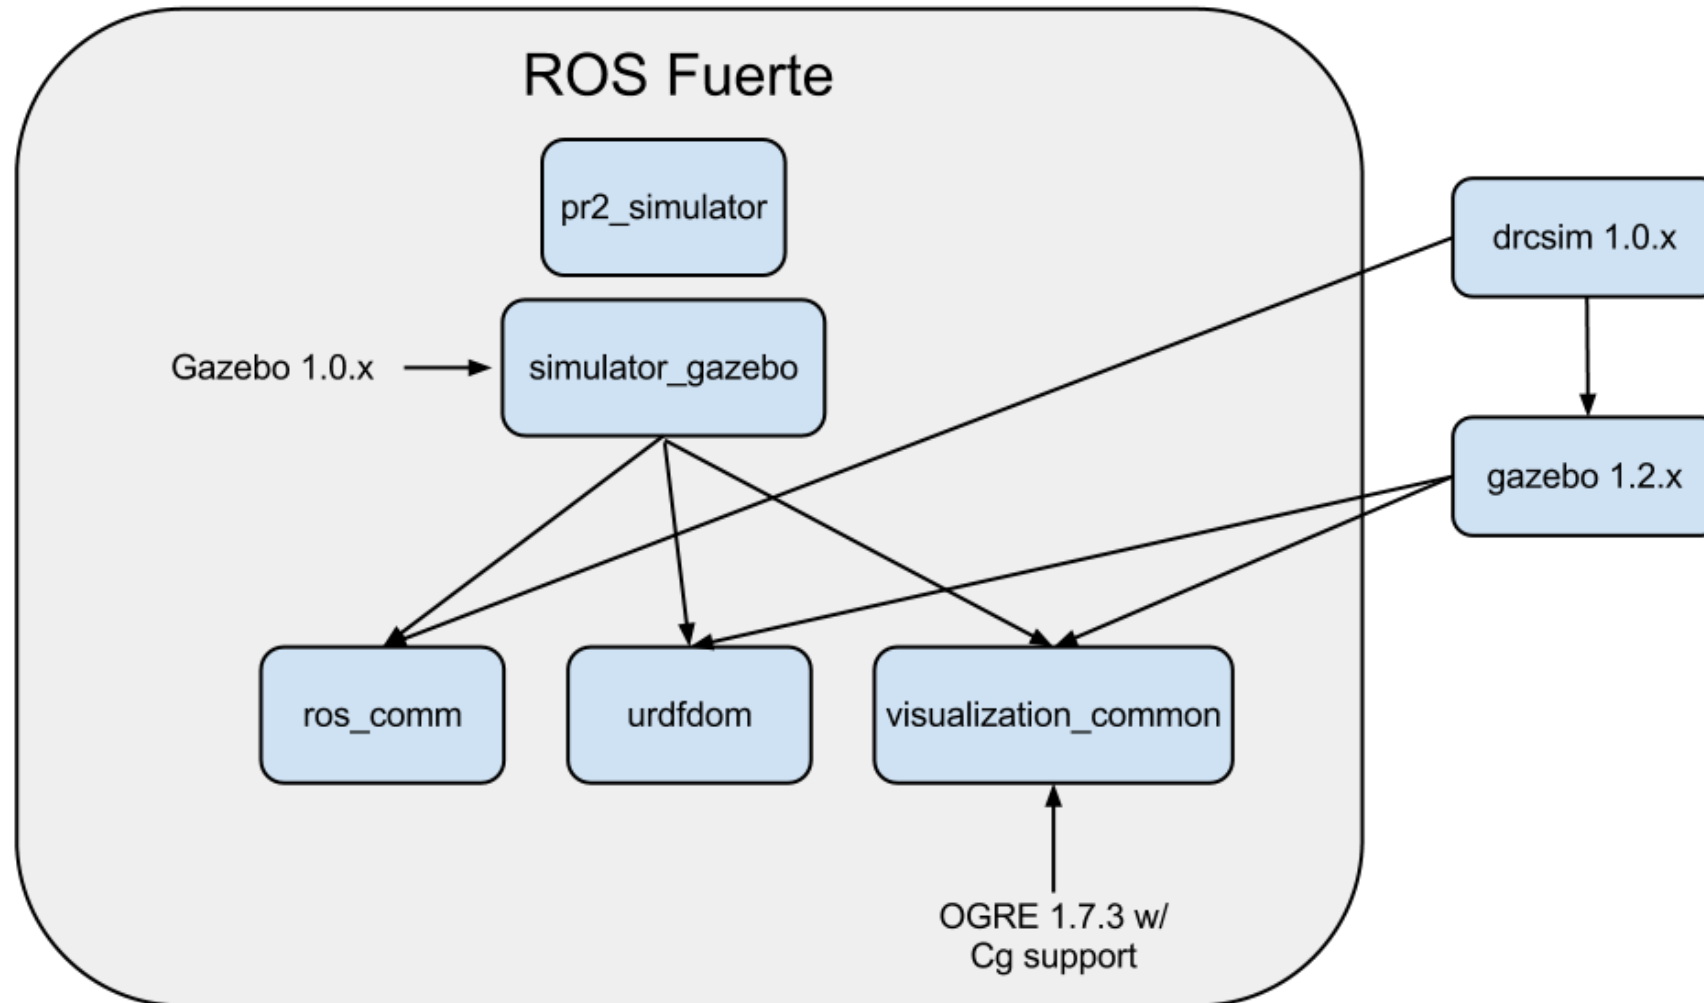 ROS Fuerte
pr2_simulator
drcsim 1.0.x
Gazebo 1.0.x
simulator_gazebo
gazebo 1.2.x
ros_comm
urdfdom
visualization_common
OGRE 1.7.3 w/
Cg support